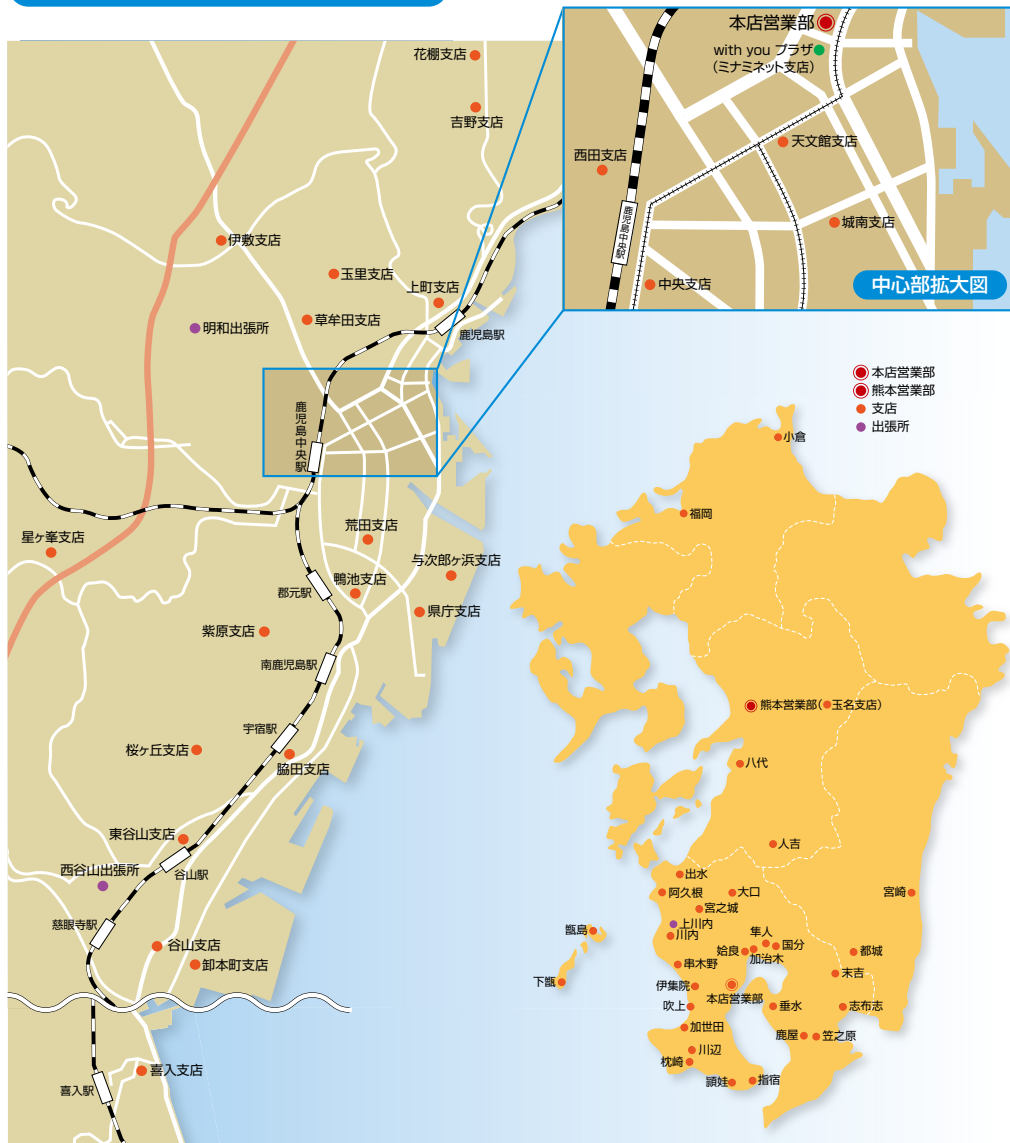 本店営業部
with you プラザ
（ミナミネット支店）
天文館支店
西田支店
城南支店
鹿児島中央駅
中央支店
中心部拡大図
花棚支店
吉野支店
伊敷支店
玉里支店
上町支店
草牟田支店
明和出張所
鹿児島駅
鹿児島中央駅
荒田支店
星ヶ峯支店
与次郎ヶ浜支店
鴨池支店
郡元駅
県庁支店
紫原支店
南鹿児島駅
宇宿駅
桜ヶ丘支店
脇田支店
東谷山支店
西谷山出張所
谷山駅
慈眼寺駅
谷山支店
卸本町支店
喜入支店
喜入駅
本店営業部
熊本営業部
支店
出張所
小倉
福岡
熊本営業部（玉名支店）
八代
人吉
出水
阿久根
大口
宮崎
宮之城
上川内
川内
甑島
隼人
国分
姶良
加治木
都城
串木野
末吉
下甑
伊集院
本店営業部
吹上
垂水
志布志
加世田
鹿屋
笠之原
川辺
枕崎
頴娃
指宿